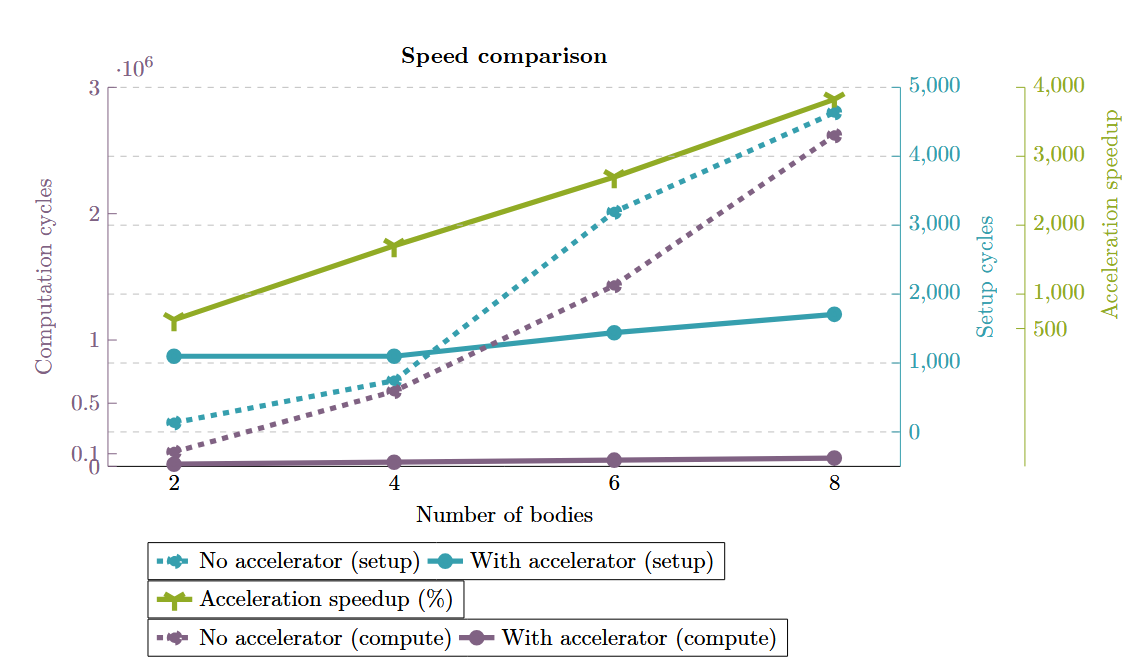 Speed comparison
·10⁶
3
2
1
0.5
0.1
0
Computation cycles
2 4 6 8
Number of bodies
5,000
4,000
3,000
2,000
1,000
0
Setup cycles
4,000
3,000
2,000
1,000
500
Acceleration speedup
No accelerator (setup) With accelerator (setup)
Acceleration speedup (%)
No accelerator (compute) With accelerator (compute)